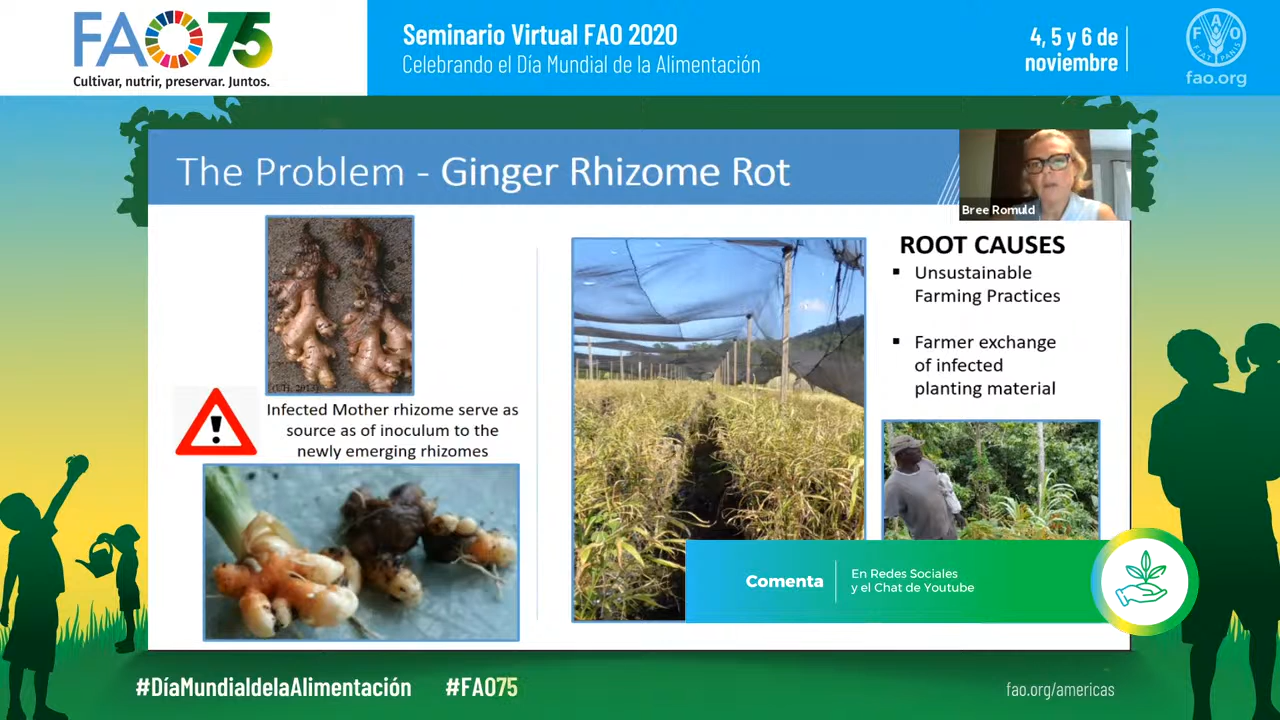 FAO75
Cultivar, nutrir, preservar. Juntos.
Seminario Virtual FAO 2020
Celebrando el Día Mundial de la Alimentación
4, 5 y 6 de
noviembre
FAO
FIAT PANIS
fao.org
The Problem - Ginger Rhizome Rot
Bree Romuld
ROOT CAUSES
▪ Unsustainable
Farming Practices
▪ Farmer exchange
of infected
planting material
Infected Mother rhizome serve as
source as of inoculum to the
newly emerging rhizomes
Comenta
En Redes Sociales
y el Chat de Youtube
#DíaMundialdelaAlimentación
#FAO75
fao.org/americas